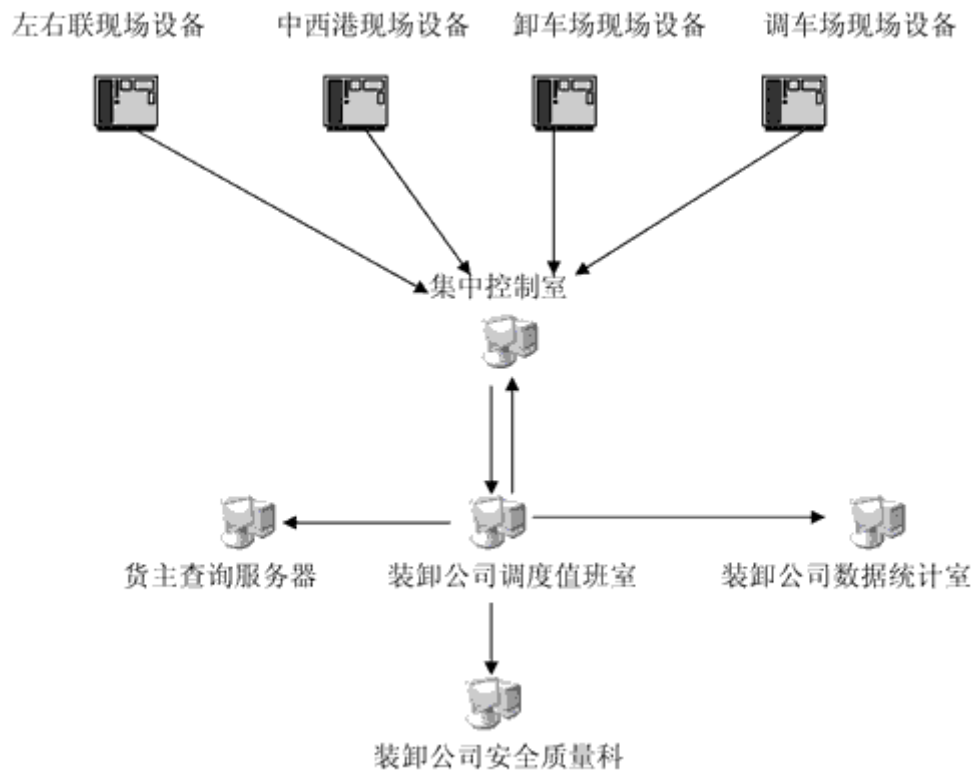 左右联现场设备
中西港现场设备
卸车场现场设备
调车场现场设备
集中控制室
货主查询服务器
装卸公司调度值班室
装卸公司数据统计室
装卸公司安全质量科